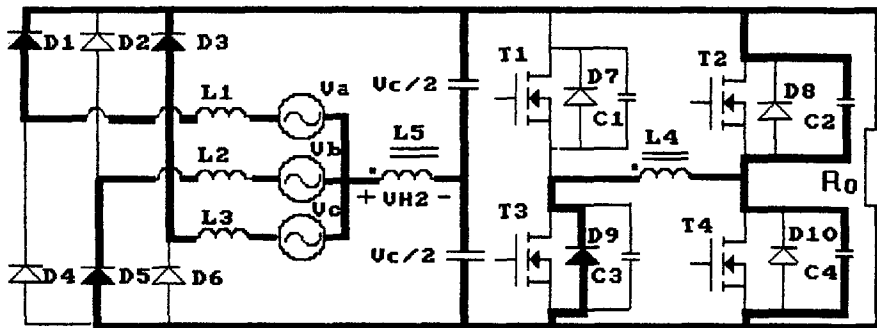 D1 D2 D3
T1
T2
Vc/2
D7
C1
D8
C2
L1
Va
L2
Vb
L5
+ VH2 -
L4
R0
L3
Vc
Vc/2
T3
D9
C3
T4
D10
C4
D4 D5 D6